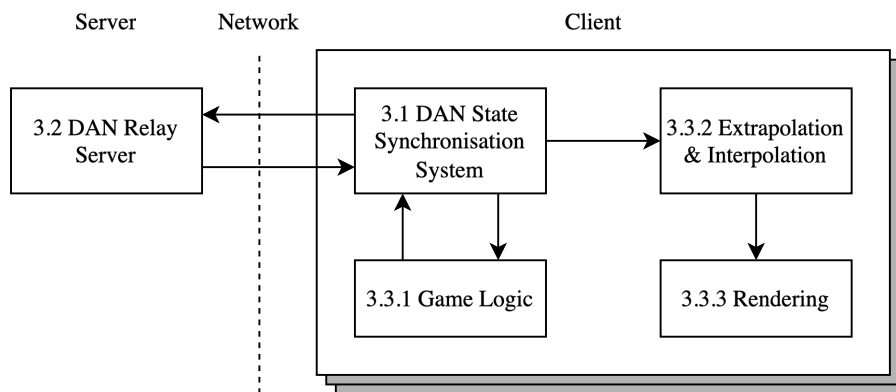 Server
Network
Client
3.2 DAN Relay
Server
3.1 DAN State
Synchronisation
System
3.3.2 Extrapolation
& Interpolation
3.3.1 Game Logic
3.3.3 Rendering